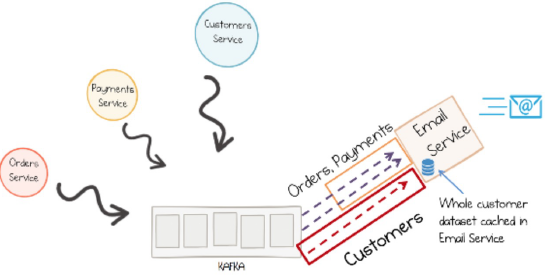 Customers
Service
Payments
Service
Orders
Service
Orders, Payments
Customers
Email
Service
@
Whole customer
dataset cached in
Email Service
KAFKA